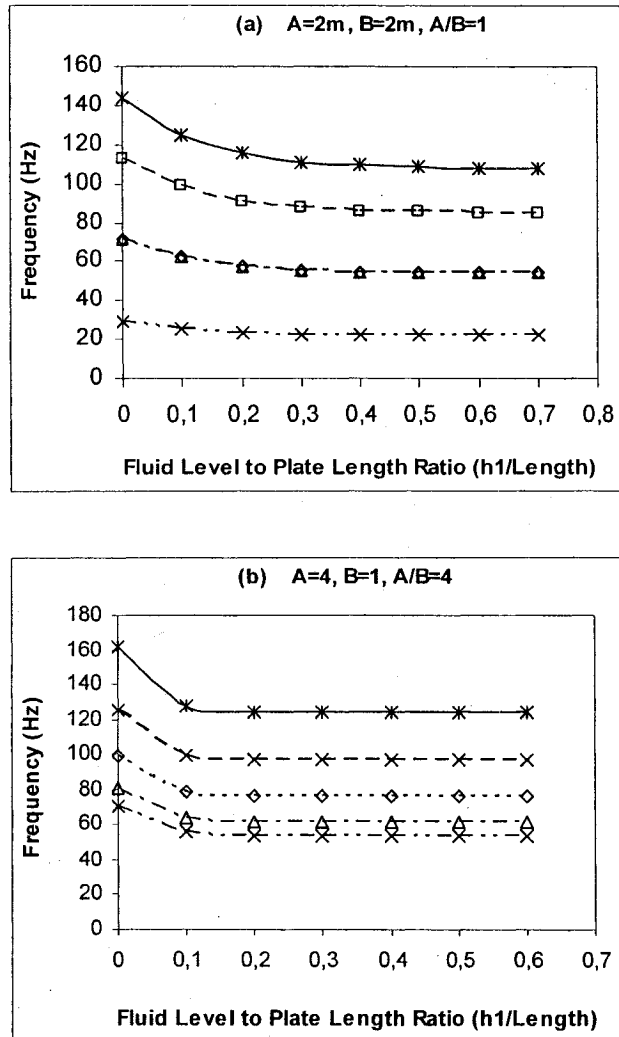 (a) A=2m, B=2m, A/B=1
160
140
120
100
80
60
40
20
0
Frequency (Hz)
0 0,1 0,2 0,3 0,4 0,5 0,6 0,7 0,8
Fluid Level to Plate Length Ratio (h1/Length)
(b) A=4, B=1, A/B=4
180
160
140
120
100
80
60
40
20
0
Frequency (Hz)
0 0,1 0,2 0,3 0,4 0,5 0,6 0,7
Fluid Level to Plate Length Ratio (h1/Length)